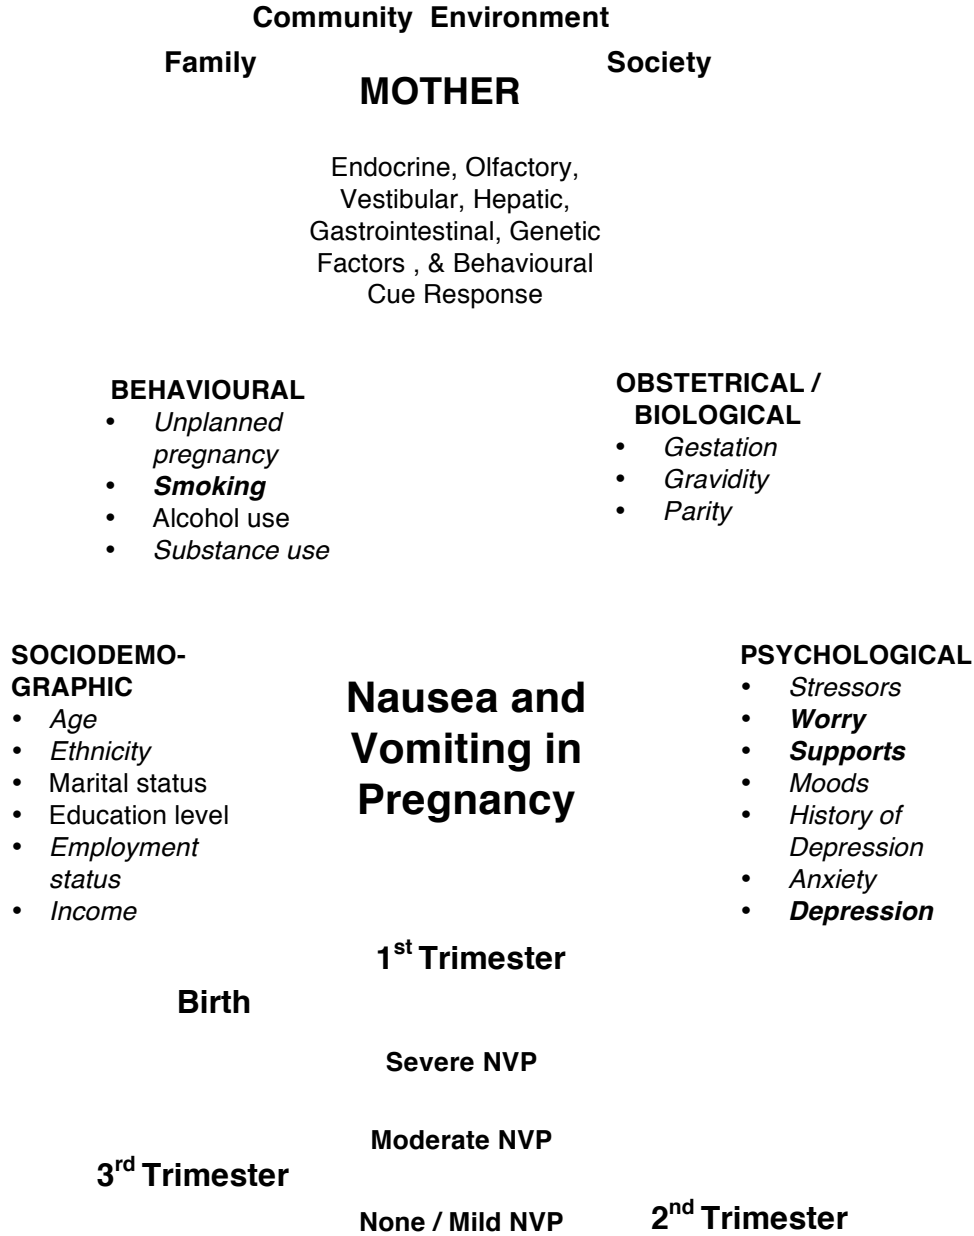 Community Environment
Family
Society
MOTHER
Endocrine, Olfactory,
Vestibular, Hepatic,
Gastrointestinal, Genetic
Factors , & Behavioural
Cue Response
BEHAVIOURAL
• Unplanned
pregnancy
• Smoking
• Alcohol use
• Substance use
OBSTETRICAL /
BIOLOGICAL
• Gestation
• Gravidity
• Parity
SOCIODEMO-
GRAPHIC
• Age
• Ethnicity
• Marital status
• Education level
• Employment
status
• Income
Nausea and
Vomiting in
Pregnancy
PSYCHOLOGICAL
• Stressors
• Worry
• Supports
• Moods
• History of
Depression
• Anxiety
• Depression
1st Trimester
Birth
Severe NVP
Moderate NVP
3rd Trimester
None / Mild NVP
2nd Trimester